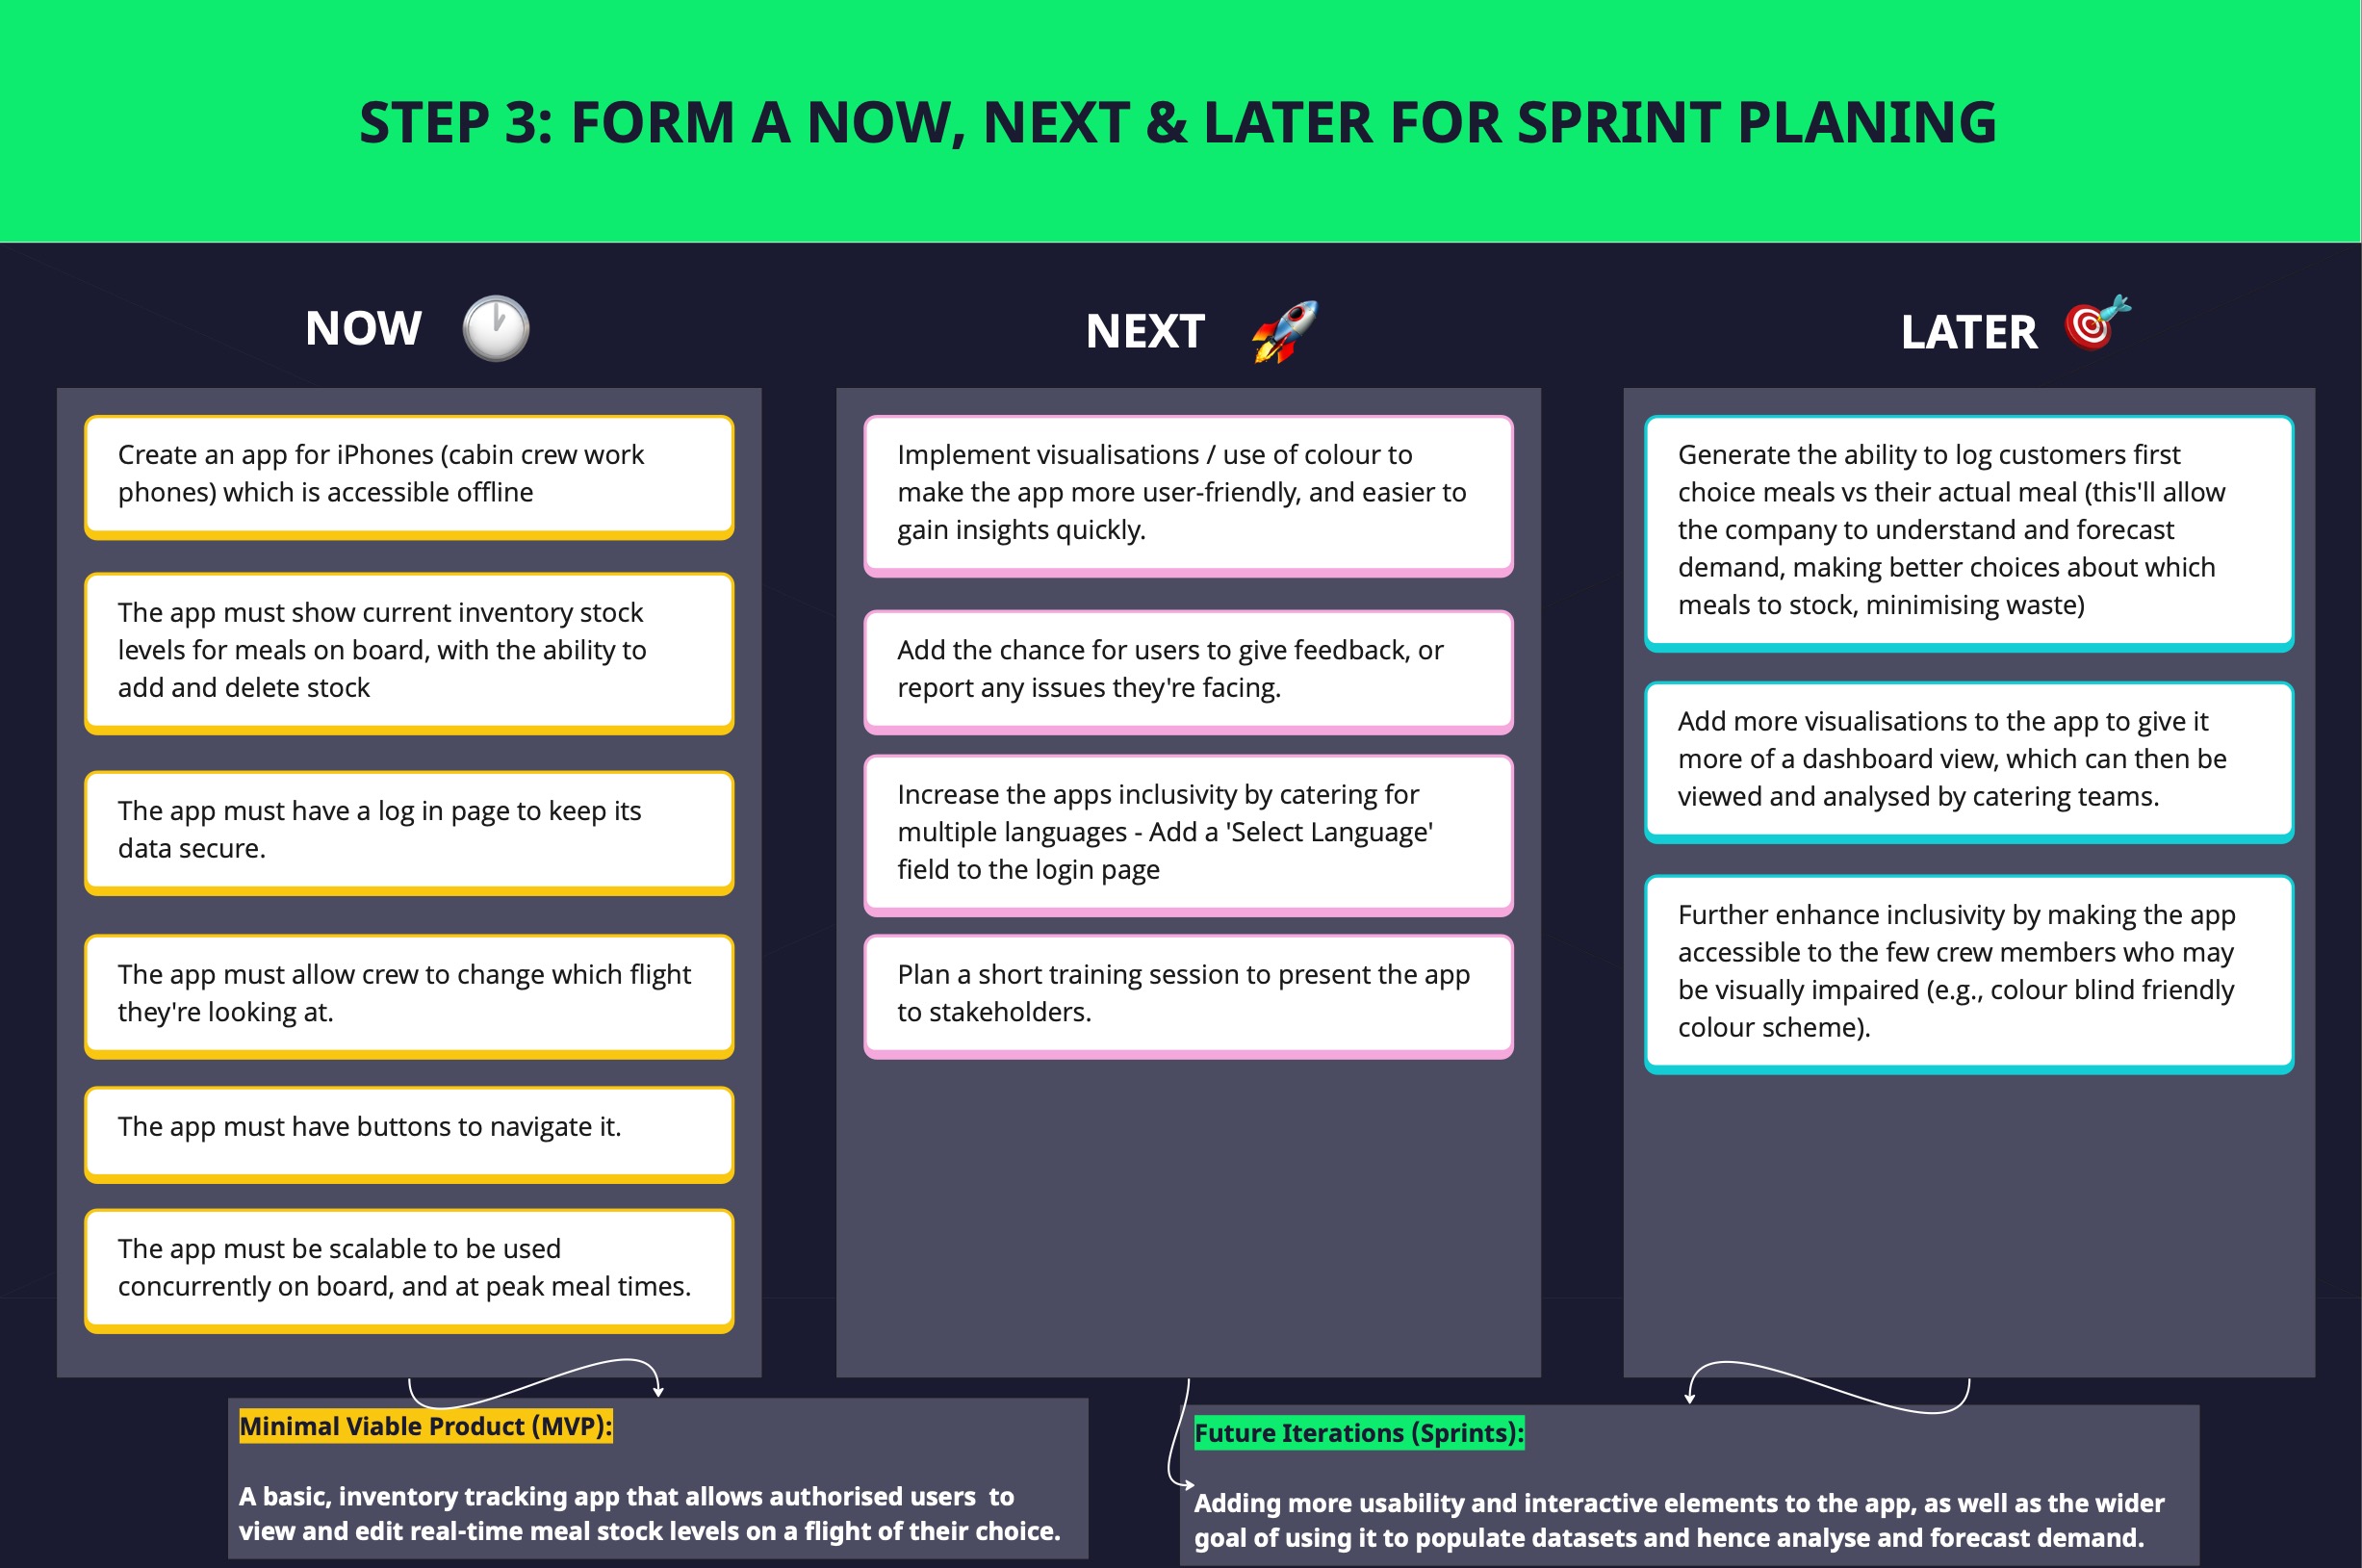 STEP 3: FORM A NOW, NEXT & LATER FOR SPRINT PLANING
NOW
Create an app for iPhones (cabin crew work
phones) which is accessible offline
The app must show current inventory stock
levels for meals on board, with the ability to
add and delete stock
The app must have a log in page to keep its
data secure.
The app must allow crew to change which flight
they're looking at.
The app must have buttons to navigate it.
The app must be scalable to be used
concurrently on board, and at peak meal times.
NEXT
Implement visualisations / use of colour to
make the app more user-friendly, and easier to
gain insights quickly.
Add the chance for users to give feedback, or
report any issues they're facing.
Increase the apps inclusivity by catering for
multiple languages - Add a 'Select Language'
field to the login page
Plan a short training session to present the app
to stakeholders.
LATER
Generate the ability to log customers first
choice meals vs their actual meal (this'll allow
the company to understand and forecast
demand, making better choices about which
meals to stock, minimising waste)
Add more visualisations to the app to give it
more of a dashboard view, which can then be
viewed and analysed by catering teams.
Further enhance inclusivity by making the app
accessible to the few crew members who may
be visually impaired (e.g., colour blind friendly
colour scheme).
Minimal Viable Product (MVP):
A basic, inventory tracking app that allows authorised users  to
view and edit real-time meal stock levels on a flight of their choice.
Future Iterations (Sprints):
Adding more usability and interactive elements to the app, as well as the wider
goal of using it to populate datasets and hence analyse and forecast demand.